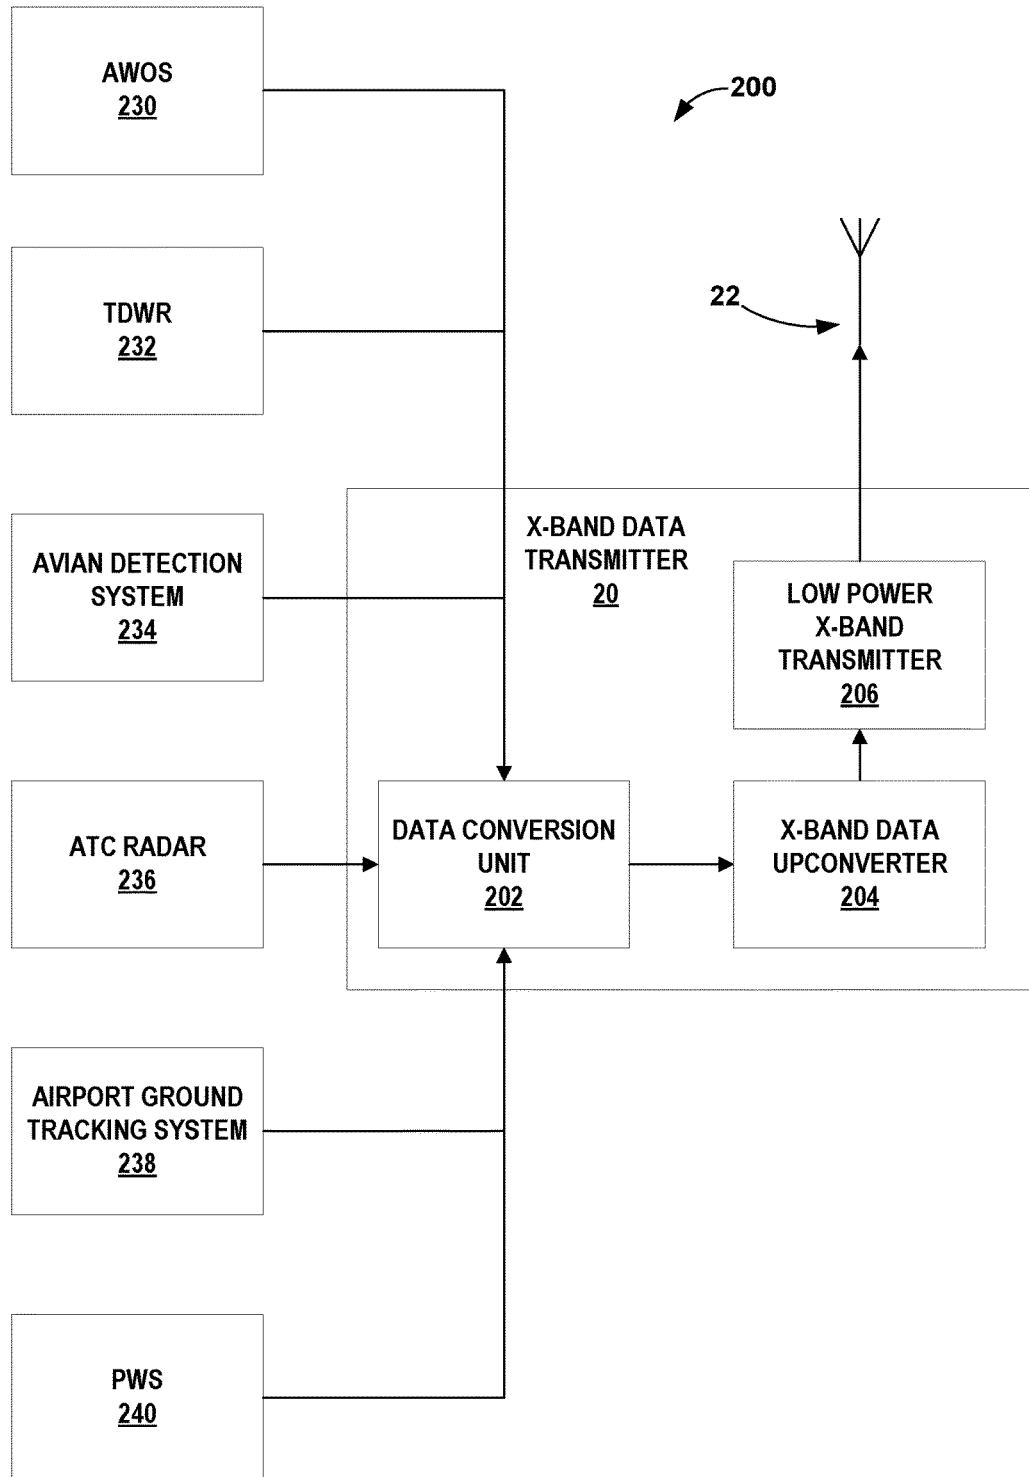 AWOS
230
200
TDWR
232
22
X-BAND DATA
TRANSMITTER
20
AVIAN DETECTION
SYSTEM
234
LOW POWER
X-BAND
TRANSMITTER
206
ATC RADAR
236
DATA CONVERSION
UNIT
202
X-BAND DATA
UPCONVERTER
204
AIRPORT GROUND
TRACKING SYSTEM
238
PWS
240